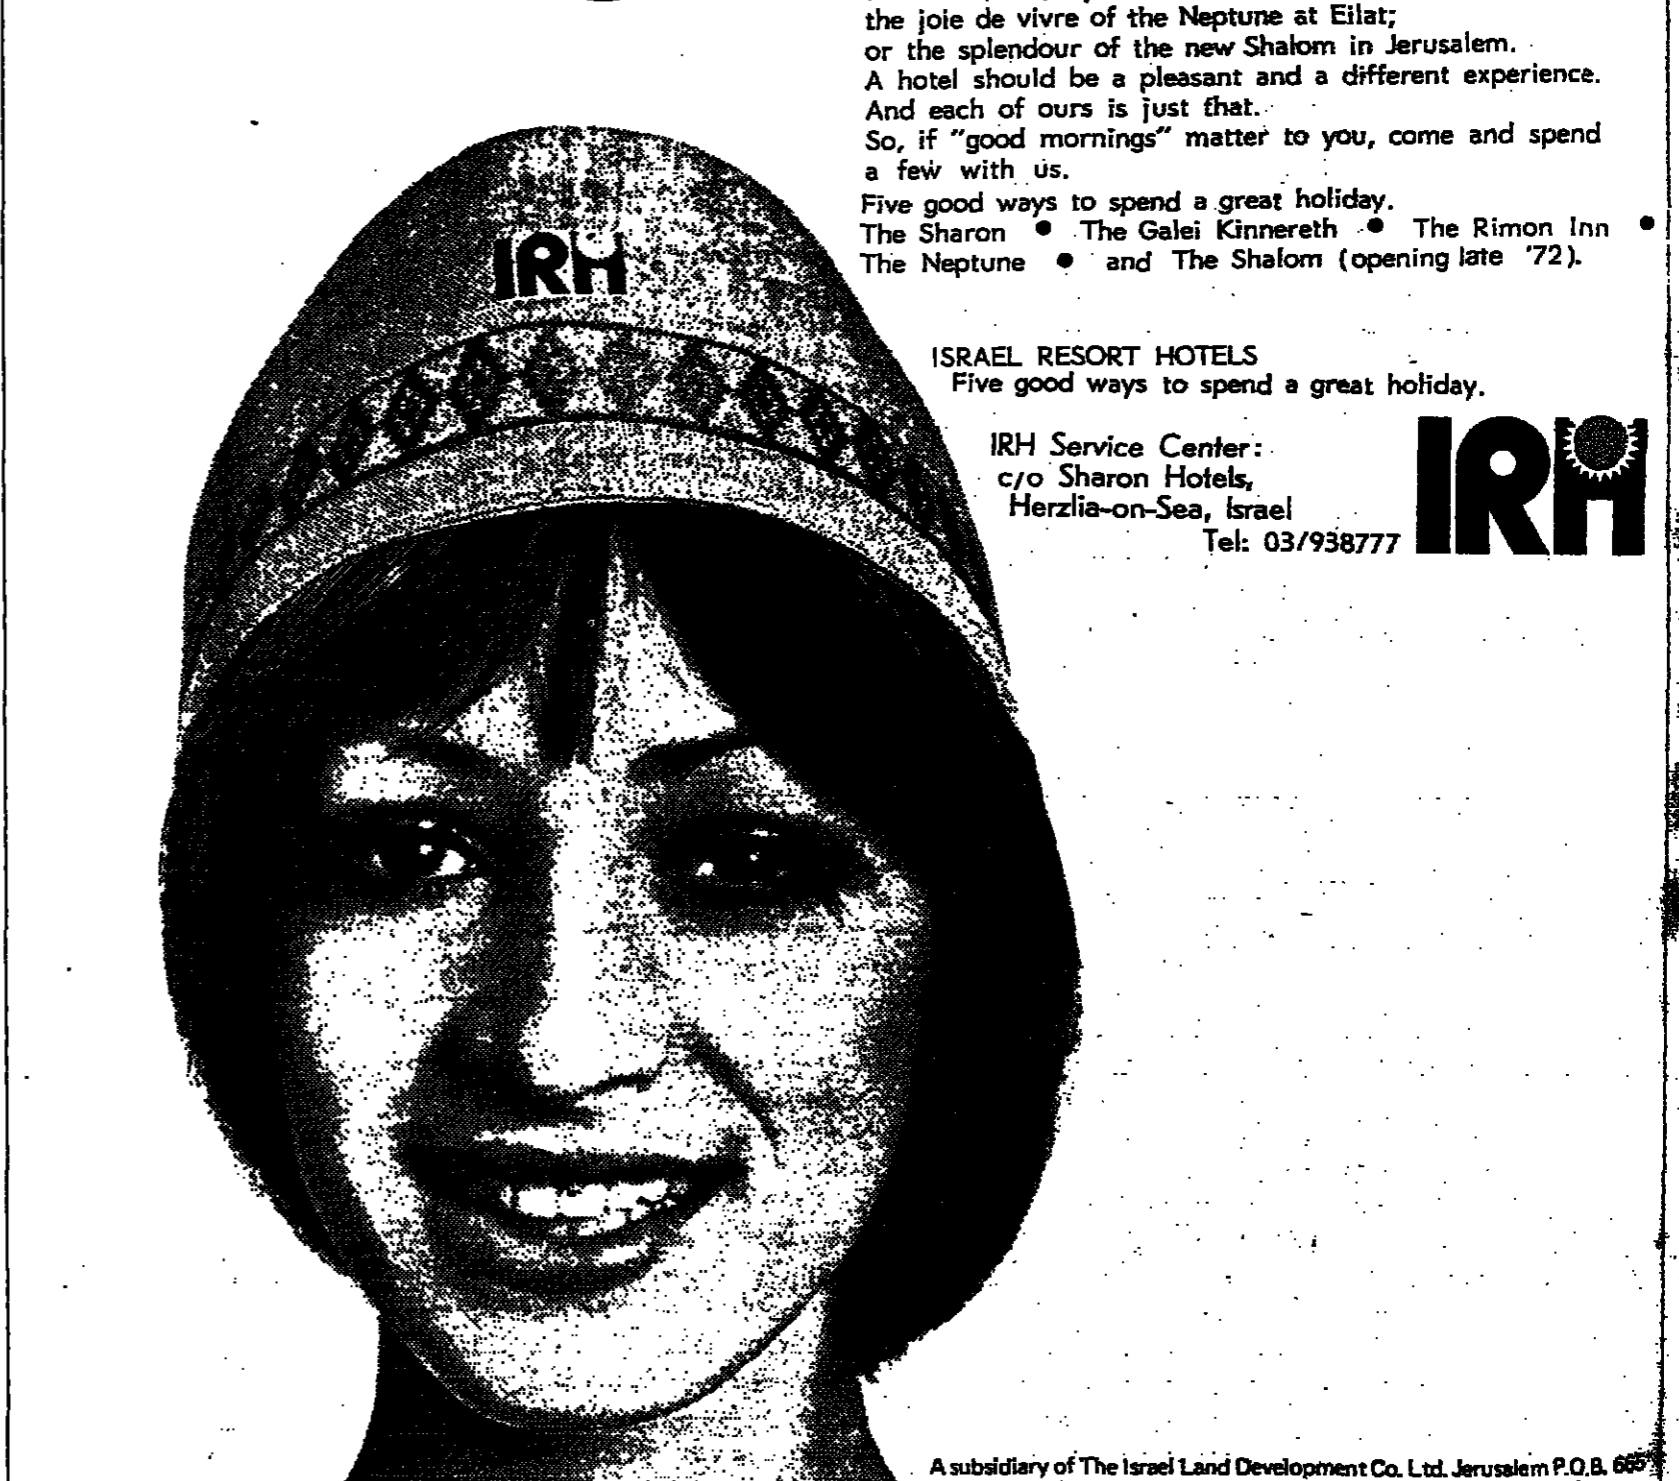 the joie de vivre of the Neptune at Eilat;
or the splendour of the new Shalom in Jerusalem.
A hotel should be a pleasant and a different experience.
And each of ours is just that.
So, if "good mornings" matter to you, come and spend
a few with us.
Five good ways to spend a great holiday.
The Sharon • The Galei Kinnereth • The Rimon Inn •
The Neptune • and The Shalom (opening late '72).
IRH
ISRAEL RESORT HOTELS
Five good ways to spend a great holiday.
IRH Service Center:
c/o Sharon Hotels,
Herzlia-on-Sea, Israel
Tel: 03/938777
IRH
A subsidiary of The Israel Land Development Co. Ltd. Jerusalem P.O.B.